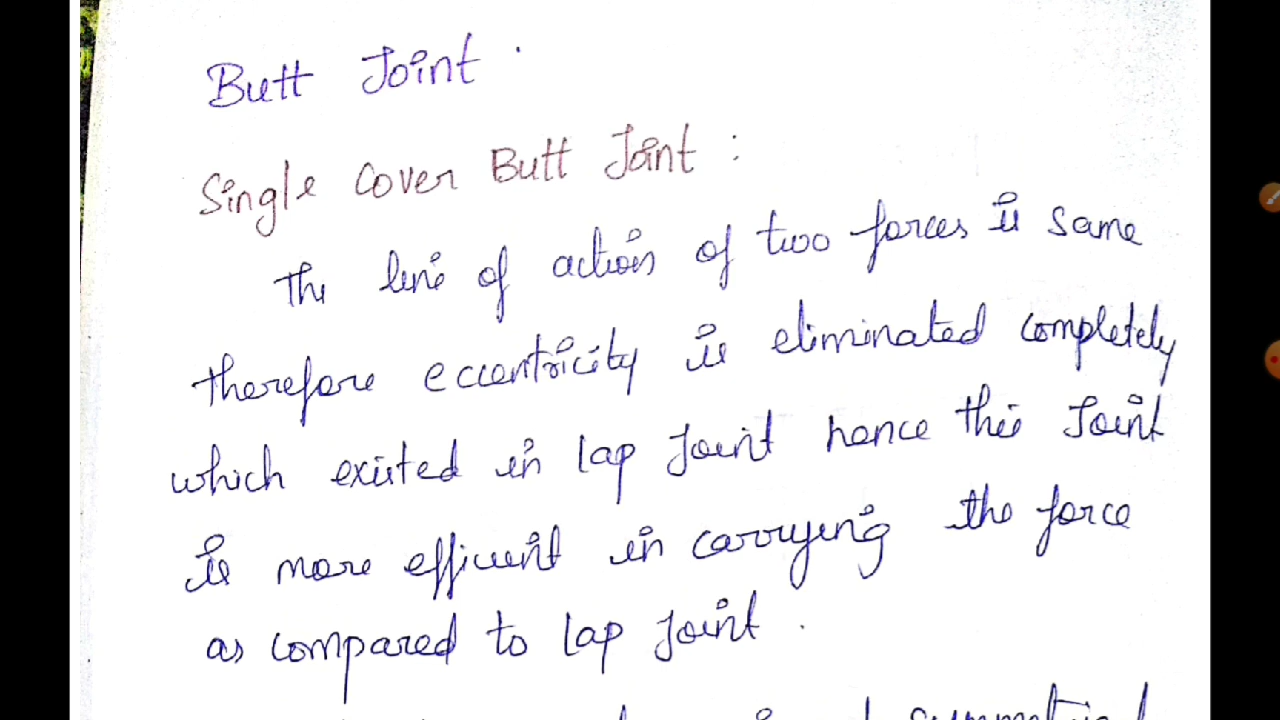 Butt Joint
Single Cover Butt Joint :
The line of action of two forces is same
therefore eccentricity is eliminated completely
which existed in lap Joint hence this Joint
is more efficient in carrying the force
as compared to lap Joint .
symmetrical